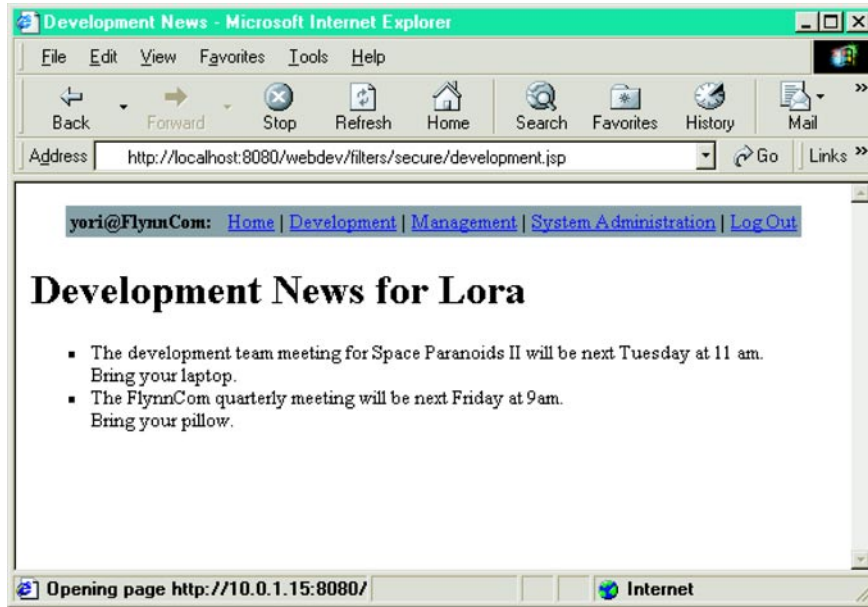 Development News - Microsoft Internet Explorer
File Edit View Favorites Tools Help
Back Forward Stop Refresh Home Search Favorites History Mail »
Address http://localhost:8080/webdev/filters/secure/development.jsp Go Links »
yori@FlynnCom: Home | Development | Management | System Administration | Log Out
Development News for Lora
▪ The development team meeting for Space Paranoids II will be next Tuesday at 11 am.
Bring your laptop.
▪ The FlynnCom quarterly meeting will be next Friday at 9am.
Bring your pillow.
Opening page http://10.0.1.15:8080/ Internet